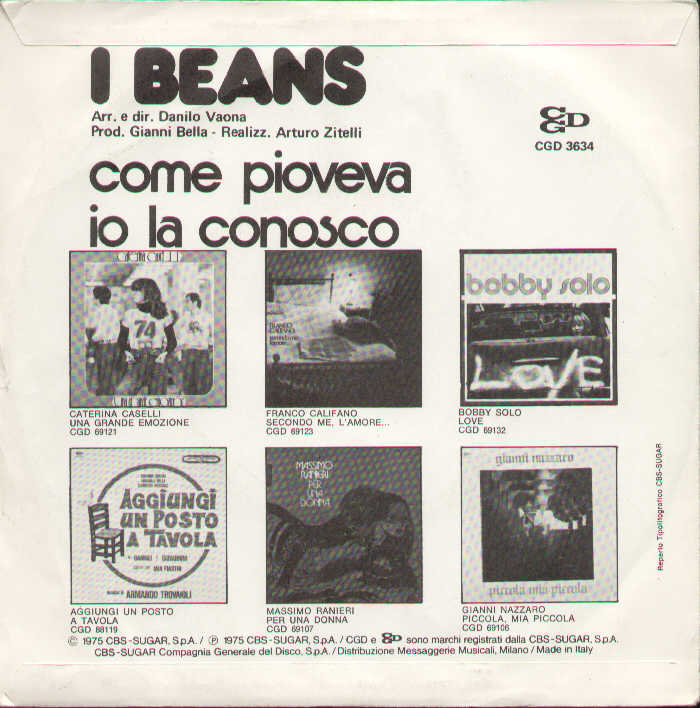 I BEANS
Arr. e dir. Danilo Vaona
Prod. Gianni Bella - Realizz. Arturo Zitelli
CGD
CGD 3634
come pioveva
io la conosco
74
FRANCO CALIFANO
bobby solo
LOVE
CATERINA CASELLI
UNA GRANDE EMOZIONE
CGD 69121
FRANCO CALIFANO
SECONDO ME, L'AMORE...
CGD 69123
BOBBY SOLO
LOVE
CGD 69132
AGGIUNGI
UN POSTO
A TAVOLA
ARMANDO TROVAIOLI
MASSIMO
RANIERI
PER
UNA
DONNA
gianni nazzaro
piccola mia piccola
Reparto Tipolitografico CBS-SUGAR
AGGIUNGI UN POSTO
A TAVOLA
CGD 88119
MASSIMO RANIERI
PER UNA DONNA
CGD 69107
GIANNI NAZZARO
PICCOLA, MIA PICCOLA
CGD 69106
© 1975 CBS-SUGAR, S.p.A. / ℗ 1975 CBS-SUGAR, S.p.A. / CGD e CGD sono marchi registrati dalla CBS-SUGAR, S.p.A.
CBS-SUGAR Compagnia Generale del Disco, S.p.A. / Distribuzione Messaggerie Musicali, Milano / Made in Italy